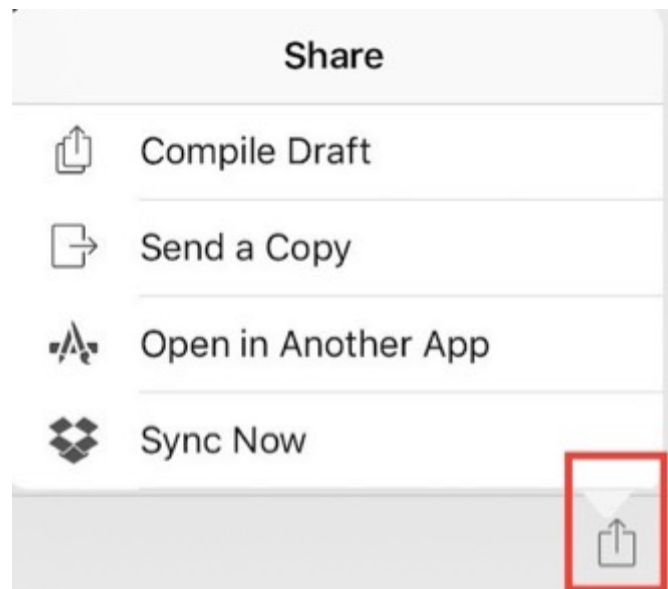 Share
Compile Draft
Send a Copy
Open in Another App
Sync Now